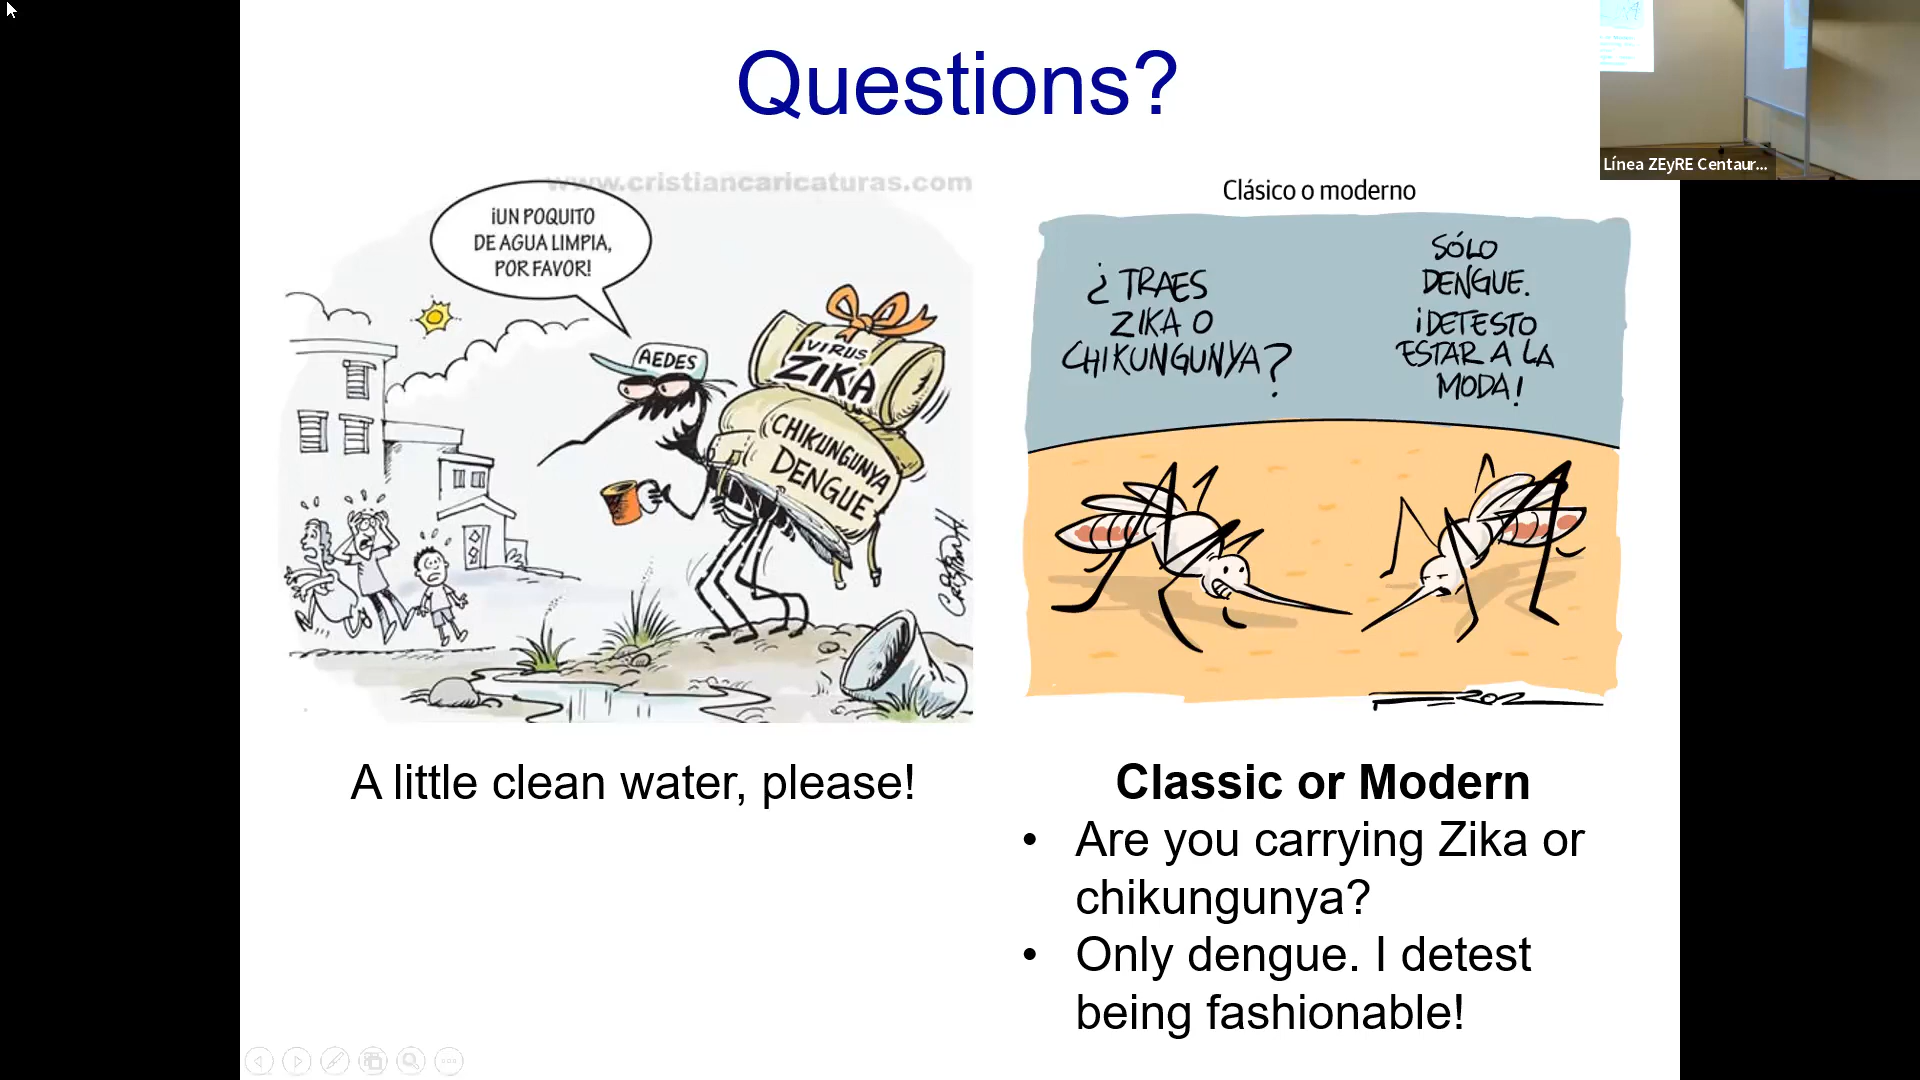 Questions?
www.cristiancaricaturas.com
¡UN POQUITO
DE AGUA LIMPIA,
POR FAVOR!
AEDES
VIRUS
ZIKA
CHIKUNGUNYA
DENGUE
CRISTIAN H.
A little clean water, please!
Clásico o moderno
¿TRAES
ZIKA O
CHIKUNGUNYA?
SÓLO
DENGUE.
¡DETESTO
ESTAR A LA
MODA!
Classic or Modern
• Are you carrying Zika or
chikungunya?
• Only dengue. I detest
being fashionable!
Línea ZEyRE Centaur...